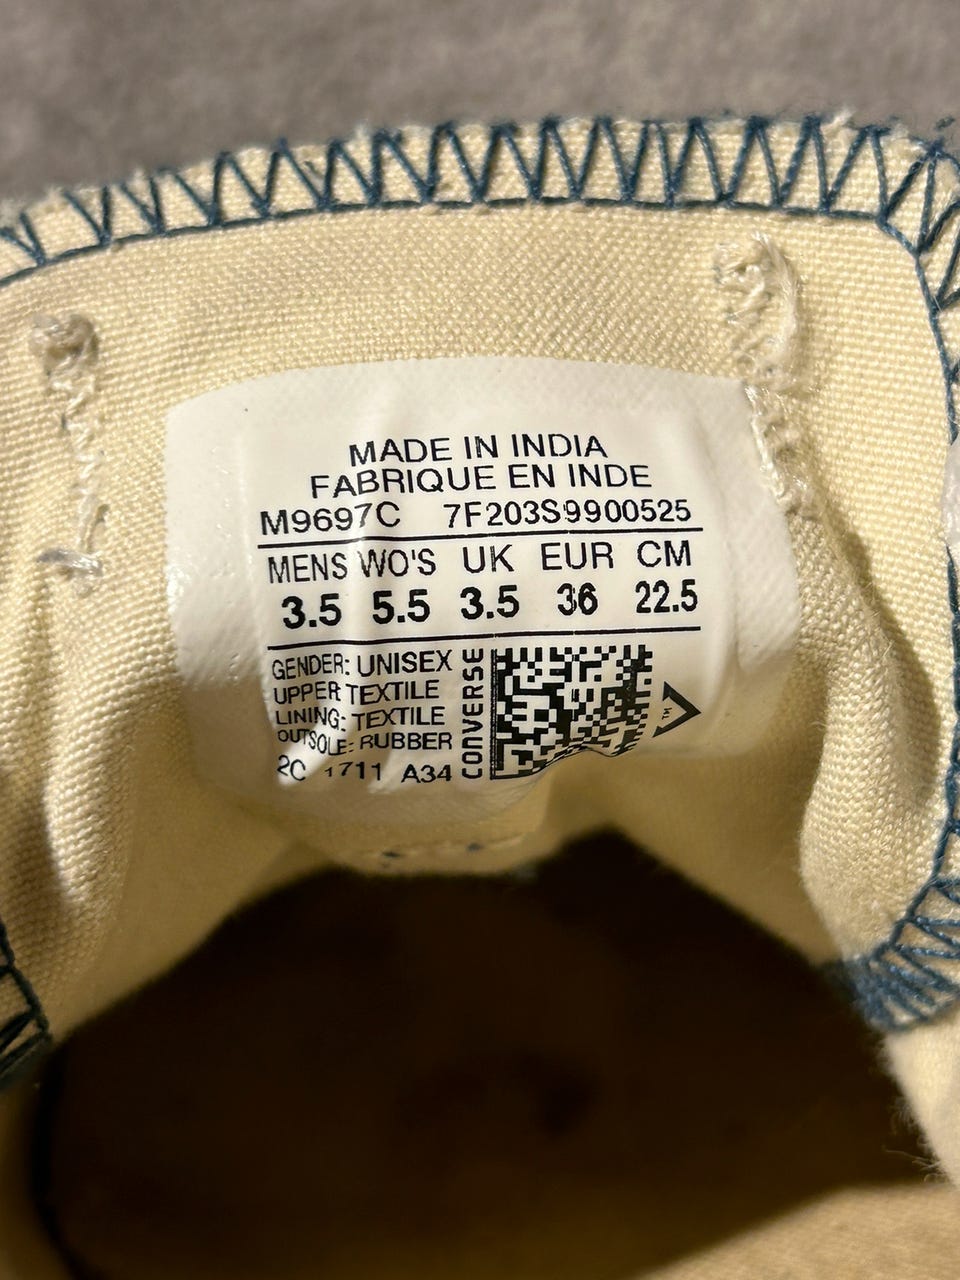 MADE IN INDIA
FABRIQUE EN INDE
M9697C 7F203S9900525
MENS WO'S UK EUR CM
3.5 5.5 3.5 36 22.5
GENDER: UNISEX
UPPER TEXTILE
LINING: TEXTILE
OUTSOLE: RUBBER
2C 1711 A34
CONVERSE
TM